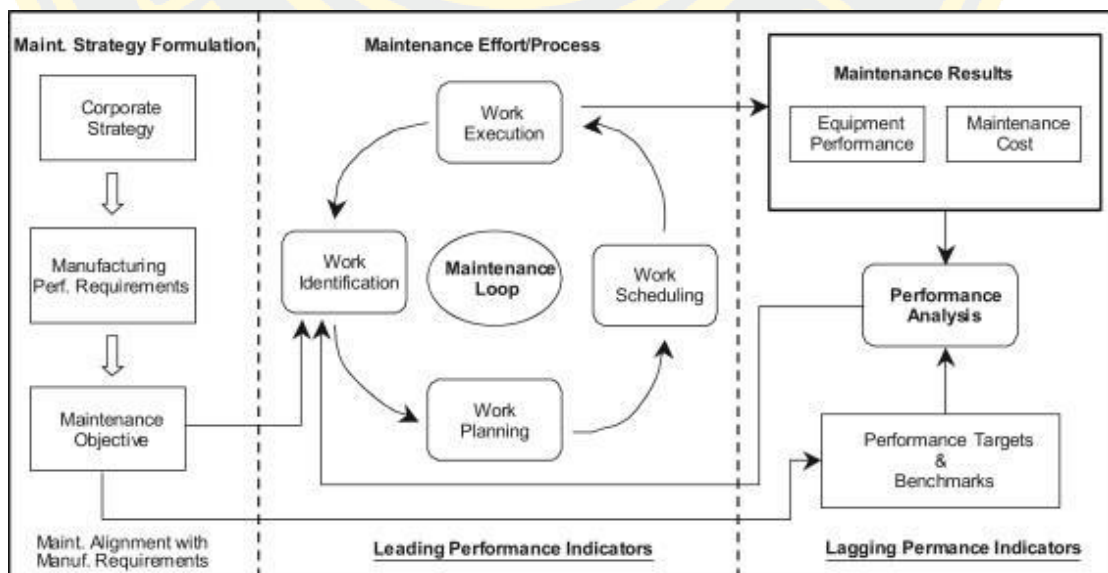 Maint. Strategy Formulation
Corporate
Strategy
Manufacturing
Perf. Requirements
Maintenance
Objective
Maint. Alignment with
Manuf. Requirements
Maintenance Effort/Process
Work
Execution
Work
Identification
Maintenance
Loop
Work
Scheduling
Work
Planning
Leading Performance Indicators
Maintenance Results
Equipment
Performance
Maintenance
Cost
Performance
Analysis
Performance Targets
&
Benchmarks
Lagging Permance Indicators